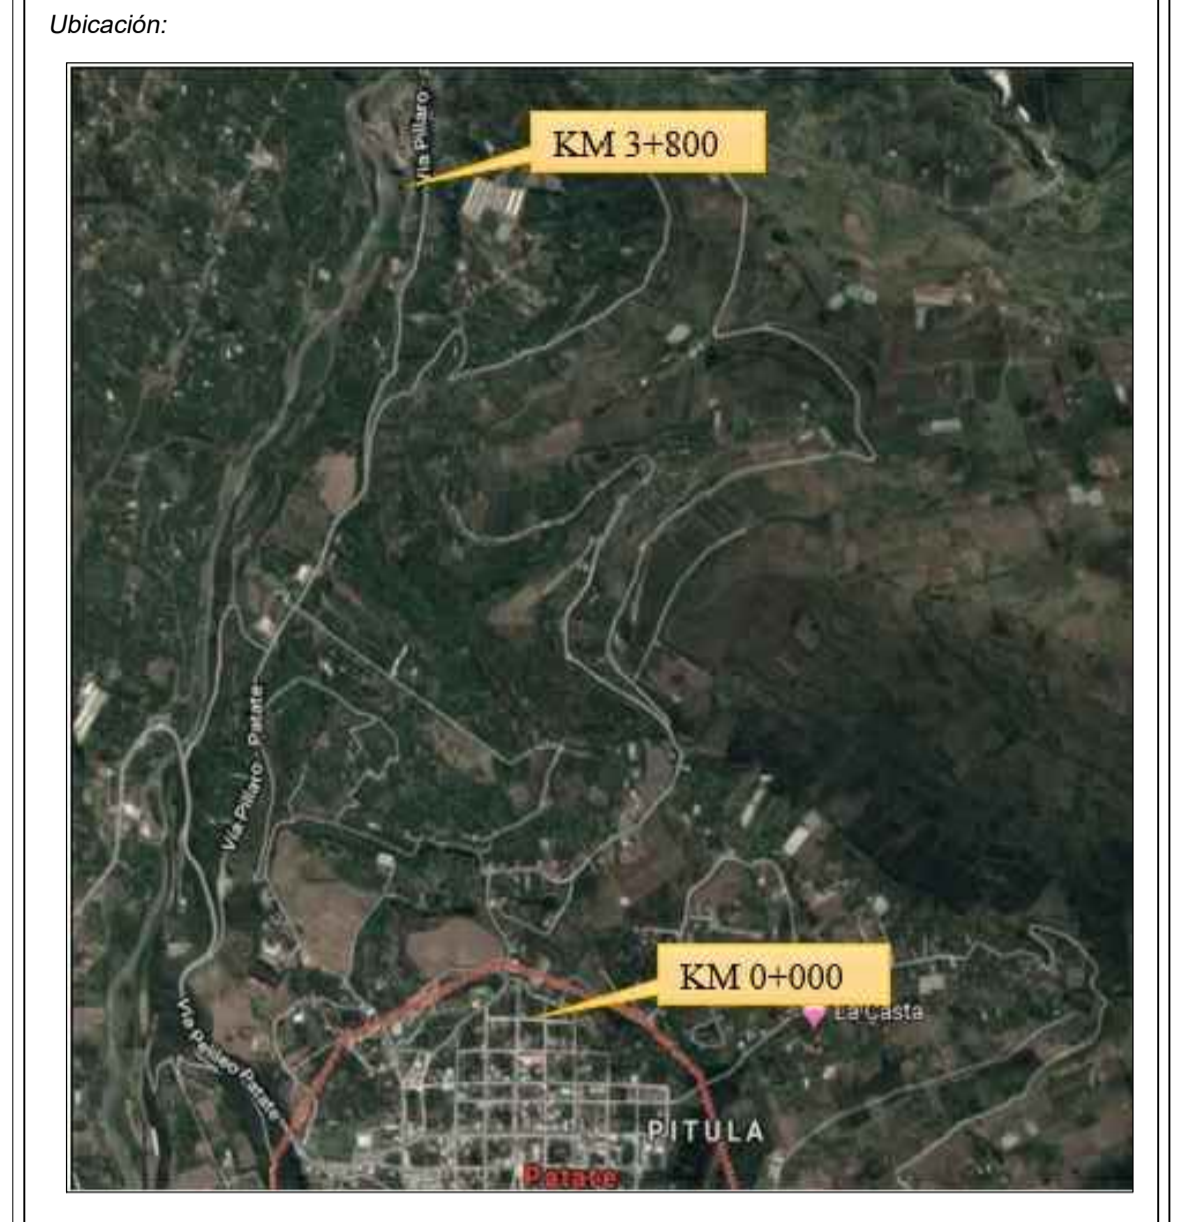 Ubicación:
Vía Píllaro
KM 3+800
Vía Píllaro - Patate
KM 0+000
La Casta
Vía Pelileo Patate
PITULA
Patate